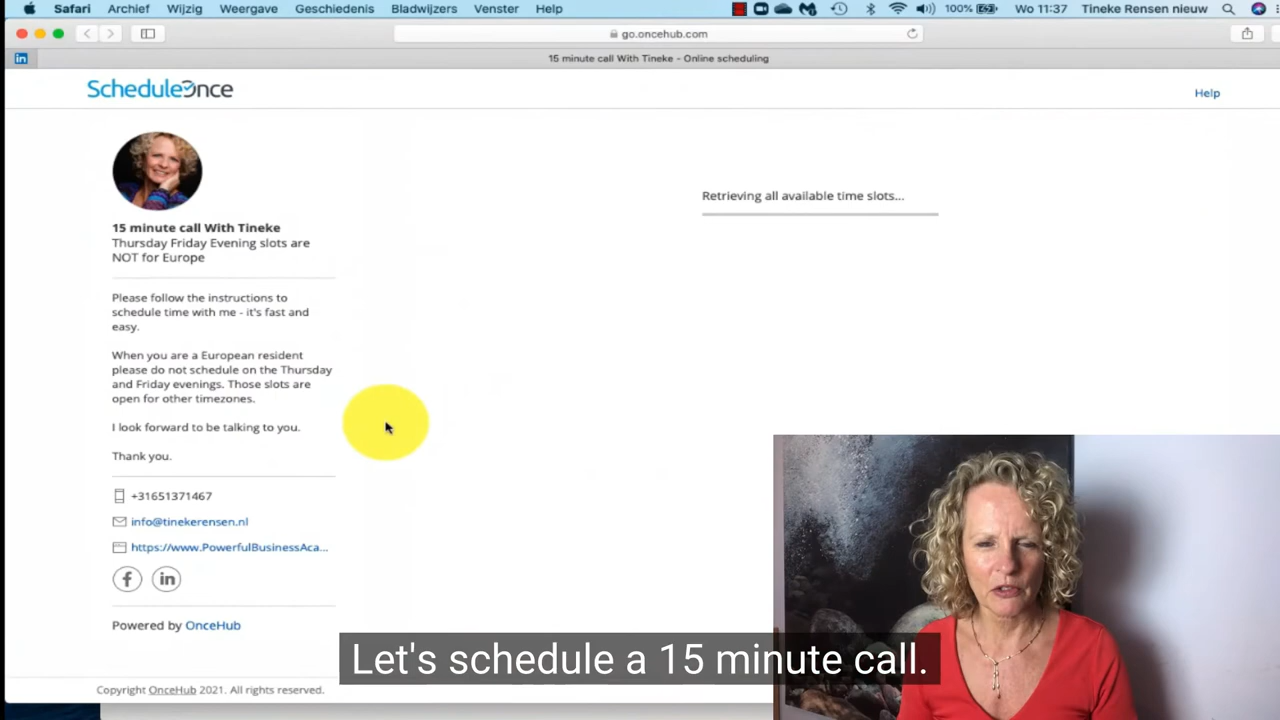 Safari Archief Wijzig Weergave Geschiedenis Bladwijzers Venster Help 100% Wo 11:37 Tineke Rensen nieuw
go.oncehub.com
in 15 minute call With Tineke - Online scheduling
ScheduleOnce
Help
15 minute call With Tineke
Thursday Friday Evening slots are
NOT for Europe
Please follow the instructions to
schedule time with me - it's fast and
easy.
When you are a European resident
please do not schedule on the Thursday
and Friday evenings. Those slots are
open for other timezones.
I look forward to be talking to you.
Thank you.
+31651371467
info@tinekerensen.nl
https://www.PowerfulBusinessAca...
f in
Powered by OnceHub
Copyright OnceHub 2021. All rights reserved.
Retrieving all available time slots...
Let's schedule a 15 minute call.